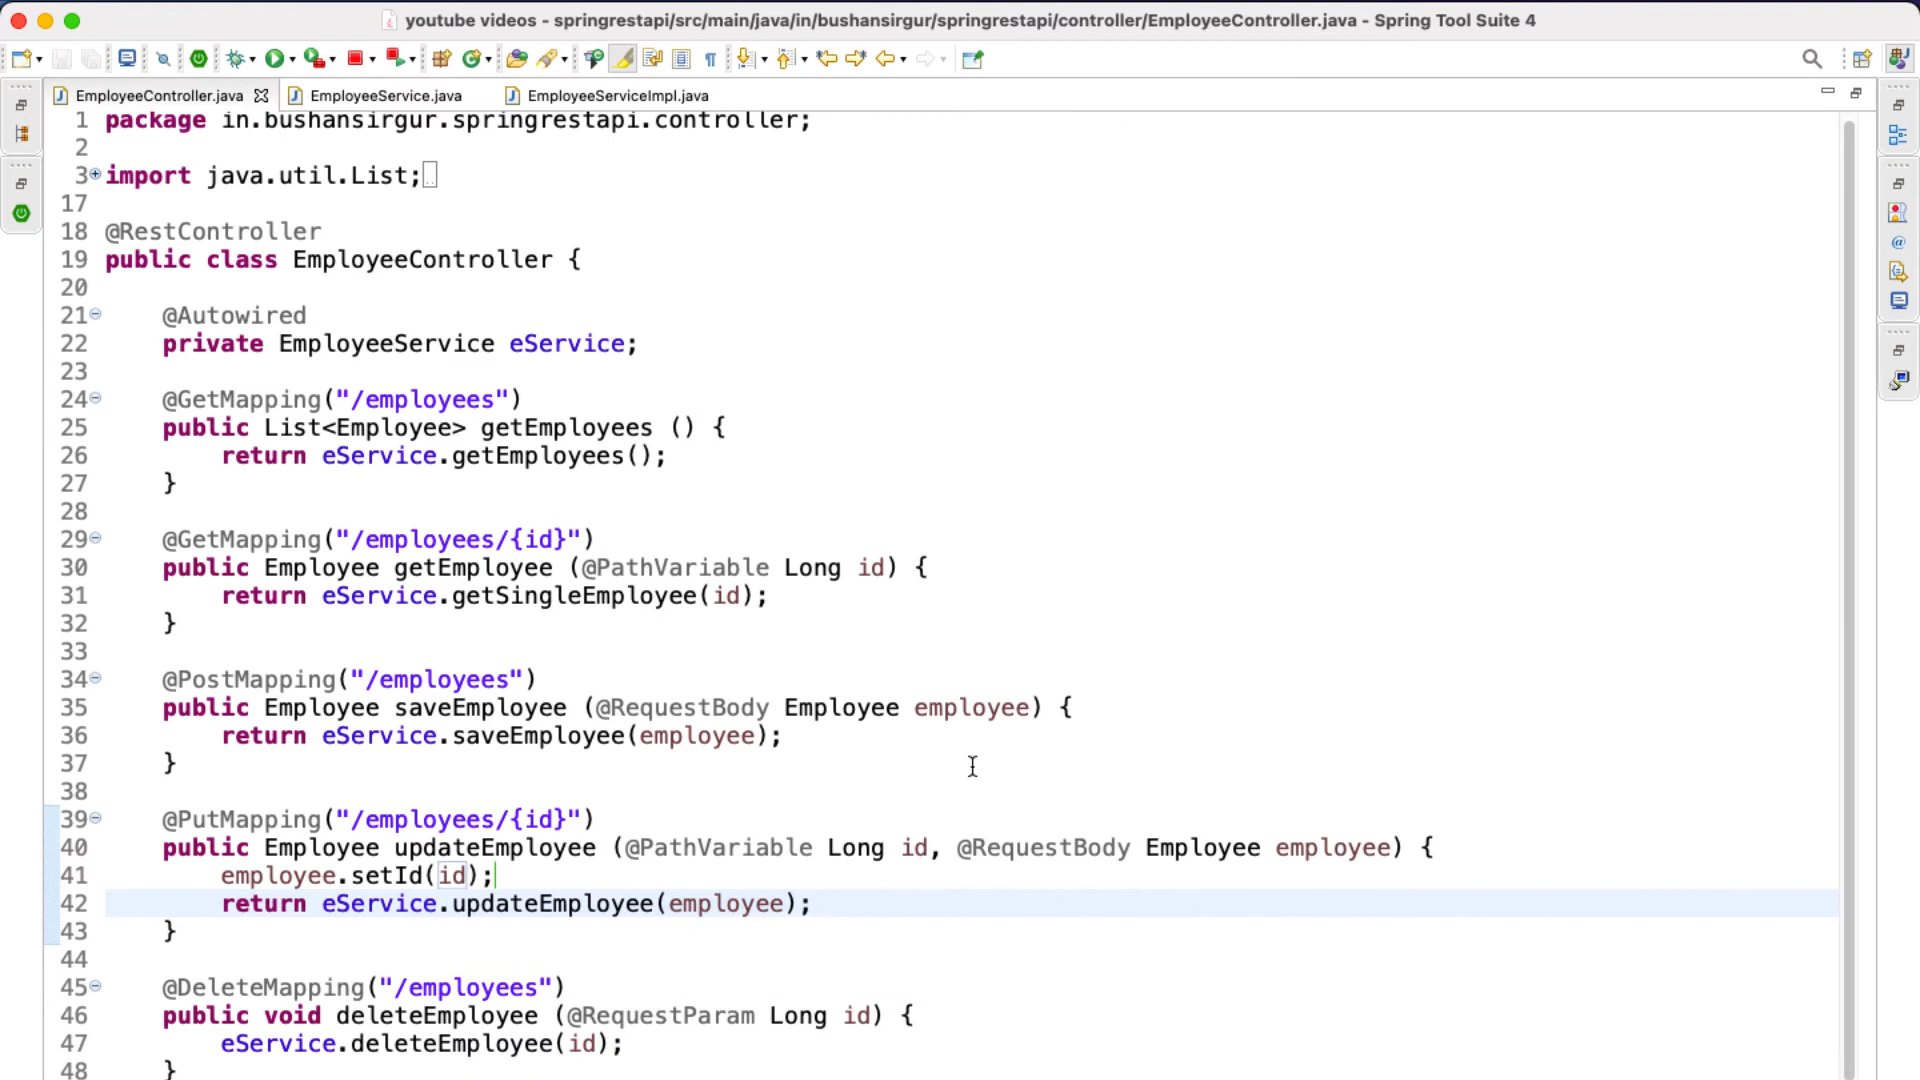 youtube videos - springrestapi/src/main/java/in/bushansirgur/springrestapi/controller/EmployeeController.java - Spring Tool Suite 4
EmployeeController.java EmployeeService.java EmployeeServiceImpl.java
1 package in.bushansirgur.springrestapi.controller;
2
3 import java.util.List;
17
18 @RestController
19 public class EmployeeController {
20
21 @Autowired
22 private EmployeeService eService;
23
24 @GetMapping("/employees")
25 public List<Employee> getEmployees () {
26 return eService.getEmployees();
27 }
28
29 @GetMapping("/employees/{id}")
30 public Employee getEmployee (@PathVariable Long id) {
31 return eService.getSingleEmployee(id);
32 }
33
34 @PostMapping("/employees")
35 public Employee saveEmployee (@RequestBody Employee employee) {
36 return eService.saveEmployee(employee);
37 }
38
39 @PutMapping("/employees/{id}")
40 public Employee updateEmployee (@PathVariable Long id, @RequestBody Employee employee) {
41 employee.setId(id);
42 return eService.updateEmployee(employee);
43 }
44
45 @DeleteMapping("/employees")
46 public void deleteEmployee (@RequestParam Long id) {
47 eService.deleteEmployee(id);
48 }